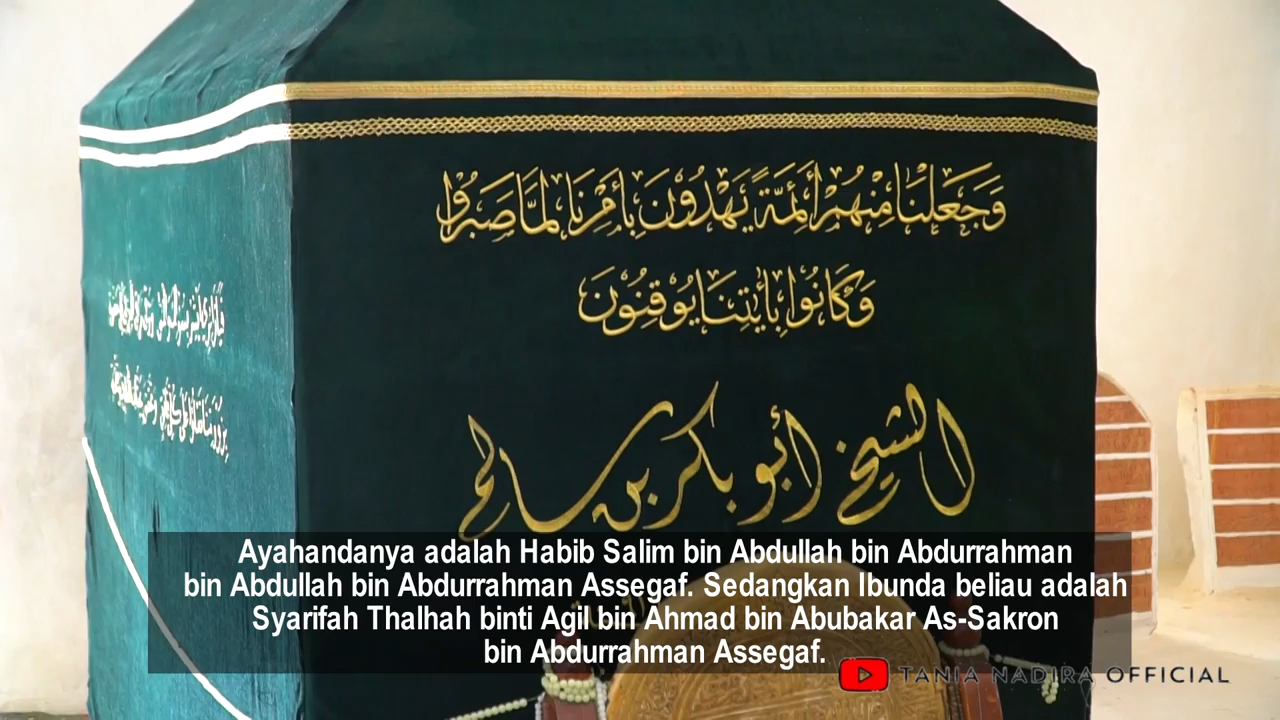 وَجَعَلْنَا مِنْهُمْ أَئِمَّةً يَهْدُونَ بِأَمْرِنَا لَمَّا صَبَرُوا
وَكَانُوا بِأَيٰتِنَا يُوقِنُونَ
الشيخ أبو بكر بن سالم
Ayahandanya adalah Habib Salim bin Abdullah bin Abdurrahman
bin Abdullah bin Abdurrahman Assegaf. Sedangkan Ibunda beliau adalah
Syarifah Thalhah binti Agil bin Ahmad bin Abubakar As-Sakron
bin Abdurrahman Assegaf.
TANIA NADIRA OFFICIAL